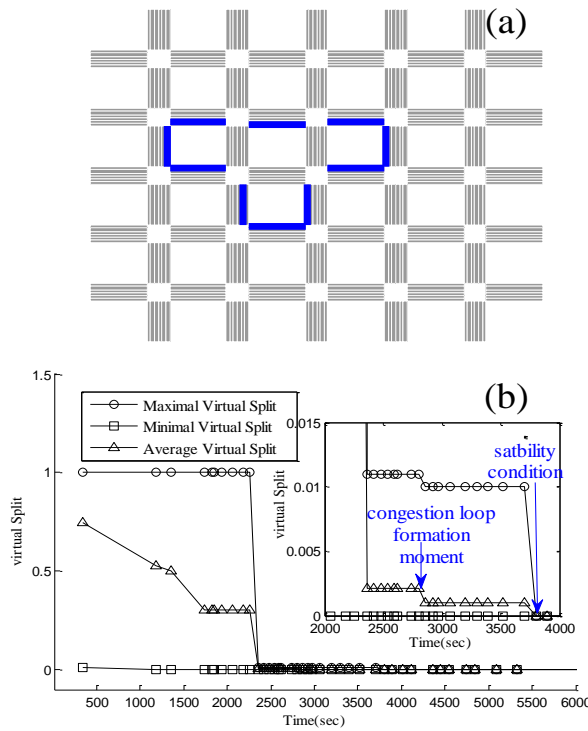 (a)
(b)
1.5
1
0.5
0
virtual Split
Maximal Virtual Split
Minimal Virtual Split
Average Virtual Split
0.015
0.01
0.005
0
virtual Split
satbility
condition
congestion loop
formation
moment
2000 2500 3000 3500 4000
Time(sec)
500 1000 1500 2000 2500 3000 3500 4000 4500 5000 5500 6000
Time(sec)